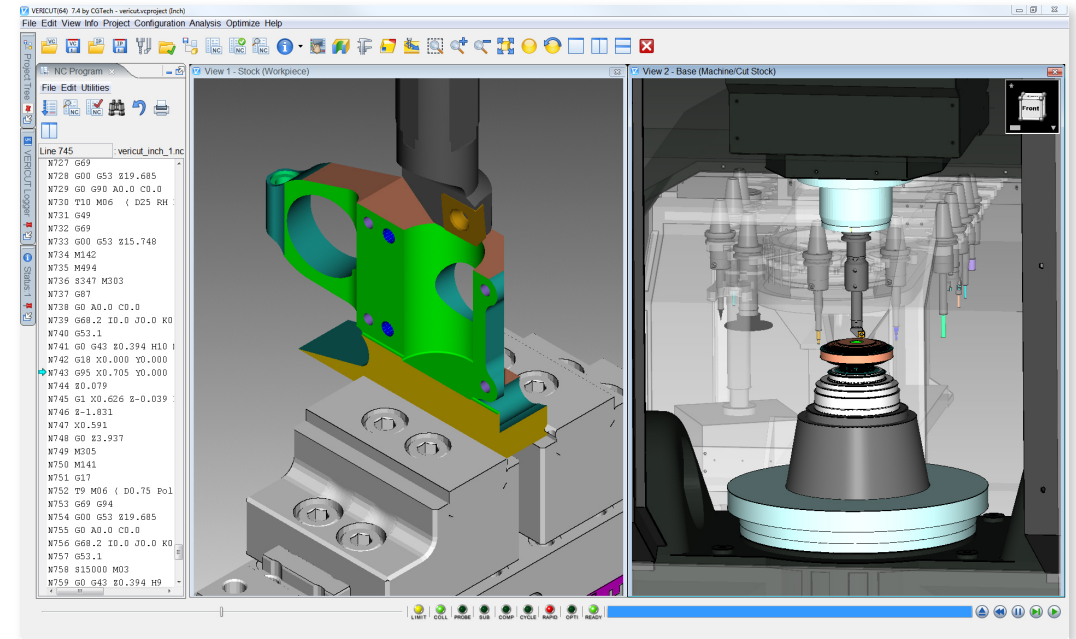 VERICUT(64) 7.4 by CGTech - vericut.vcproject (Inch)
File Edit View Info Project Configuration Analysis Optimize Help
Project Tree
VERICUT Logger
Status 1
NC Program
File Edit Utilities
Line 745 : vericut_inch_1.nc
N727 G69
N728 G00 G53 Z19.685
N729 G0 G90 A0.0 C0.0
N730 T10 M06 ( D25 RH
N731 G49
N732 G69
N733 G00 G53 Z15.748
N734 M142
N735 M494
N736 S347 M303
N737 G87
N738 G0 A0.0 C0.0
N739 G68.2 I0.0 J0.0 K0
N740 G53.1
N741 G0 G43 Z0.394 H10
N742 G18 X0.000 Y0.000
N743 G95 X0.705 Y0.000
N744 Z0.079
N745 G1 X0.626 Z-0.039
N746 Z-1.831
N747 X0.591
N748 G0 Z3.937
N749 M305
N750 M141
N751 G17
N752 T9 M06 ( D0.75 Pol
N753 G69 G94
N754 G00 G53 Z19.685
N755 G0 A0.0 C0.0
N756 G68.2 I0.0 J0.0 K0
N757 G53.1
N758 S15000 M03
N759 G0 G43 Z0.394 H9
View 1 - Stock (Workpiece)
View 2 - Base (Machine/Cut Stock)
Front
LIMIT COLL PROBE SUB COMP CYCLE RAPID OPTI READY